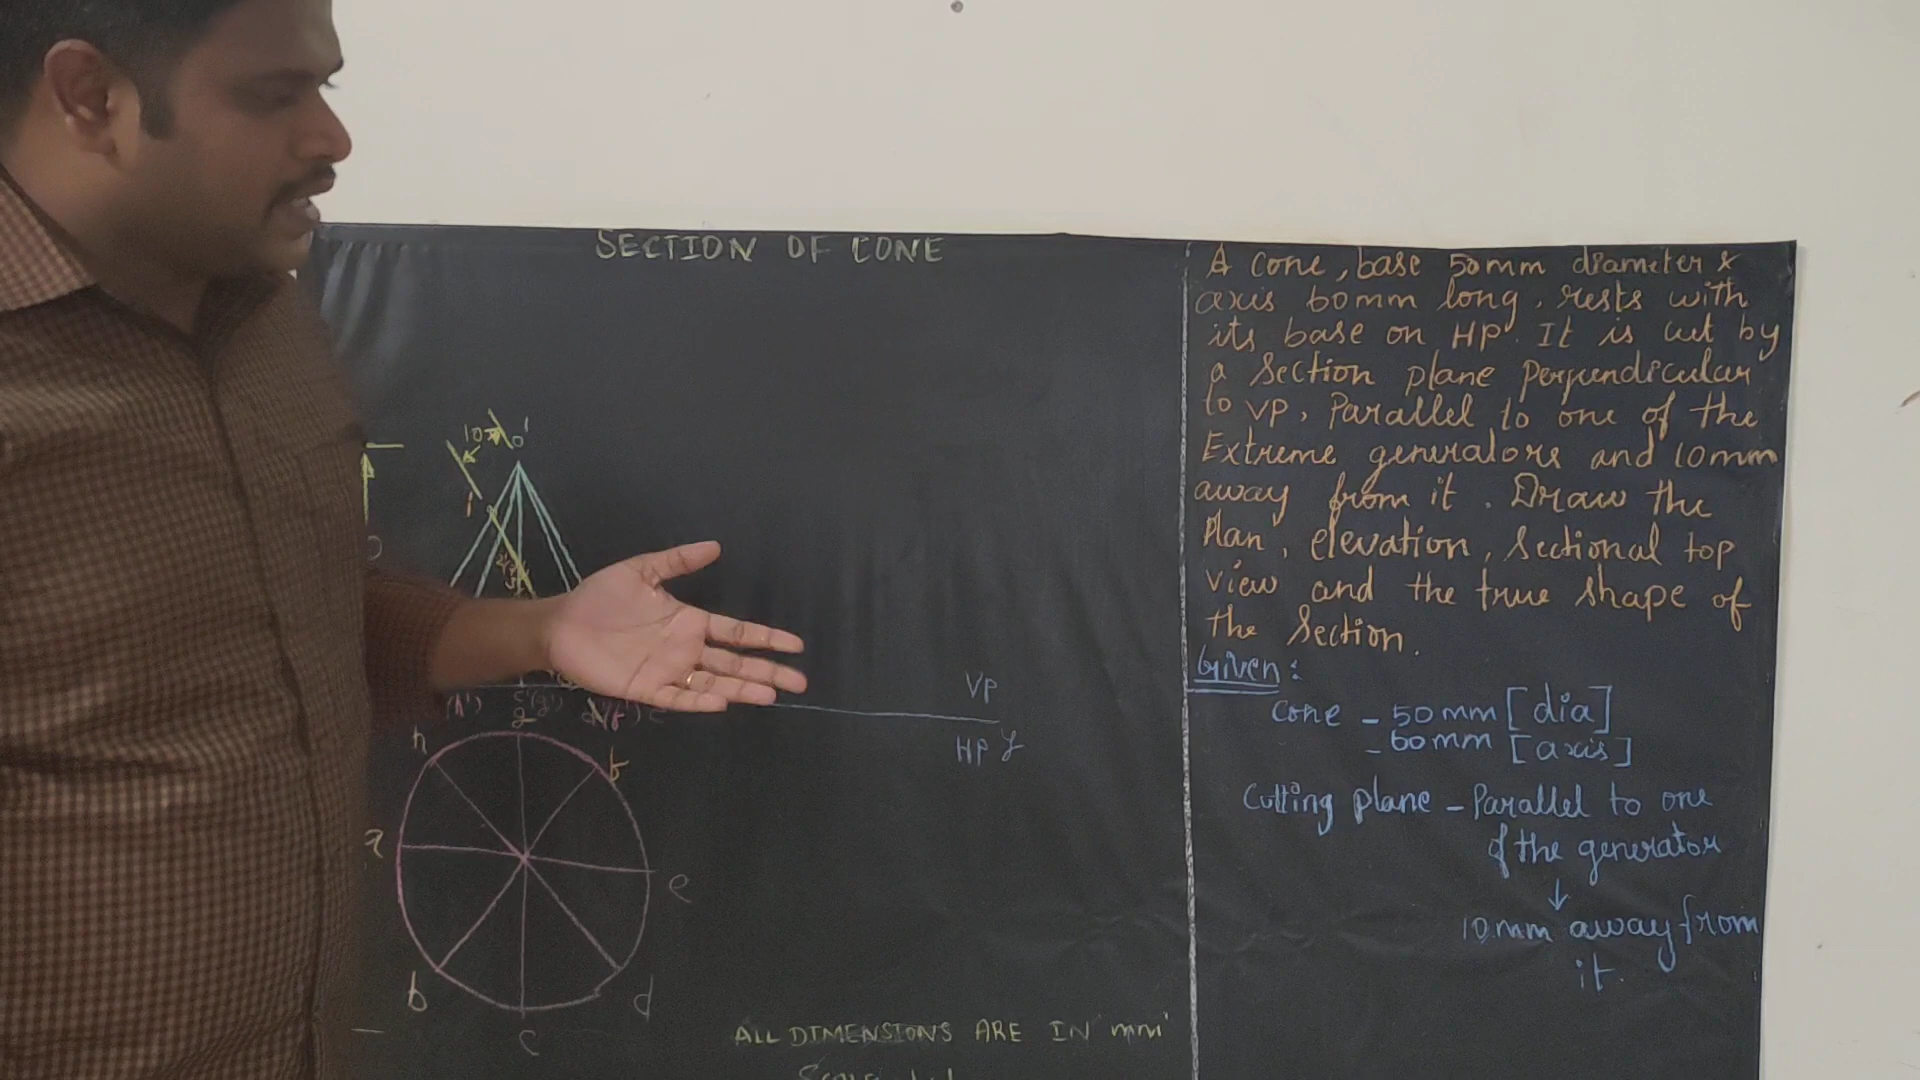 SECTION OF CONE
A cone, base 50mm diameter &
axis 60mm long, rests with
its base on HP. It is cut by
a Section plane perpendicular
to VP, Parallel to one of the
Extreme generators and 10mm
away from it. Draw the
Plan, elevation, Sectional top
view and the true shape of
the Section.
Given:
Cone - 50mm [dia]
- 60mm [axis]
Cutting plane - Parallel to one
of the generator
↓
10mm away from
it.
10
o'
1'
VP
HP y
(h')
c'(g')
g
h
f
a
e
b
d
c
ALL DIMENSIONS ARE IN 'mm'